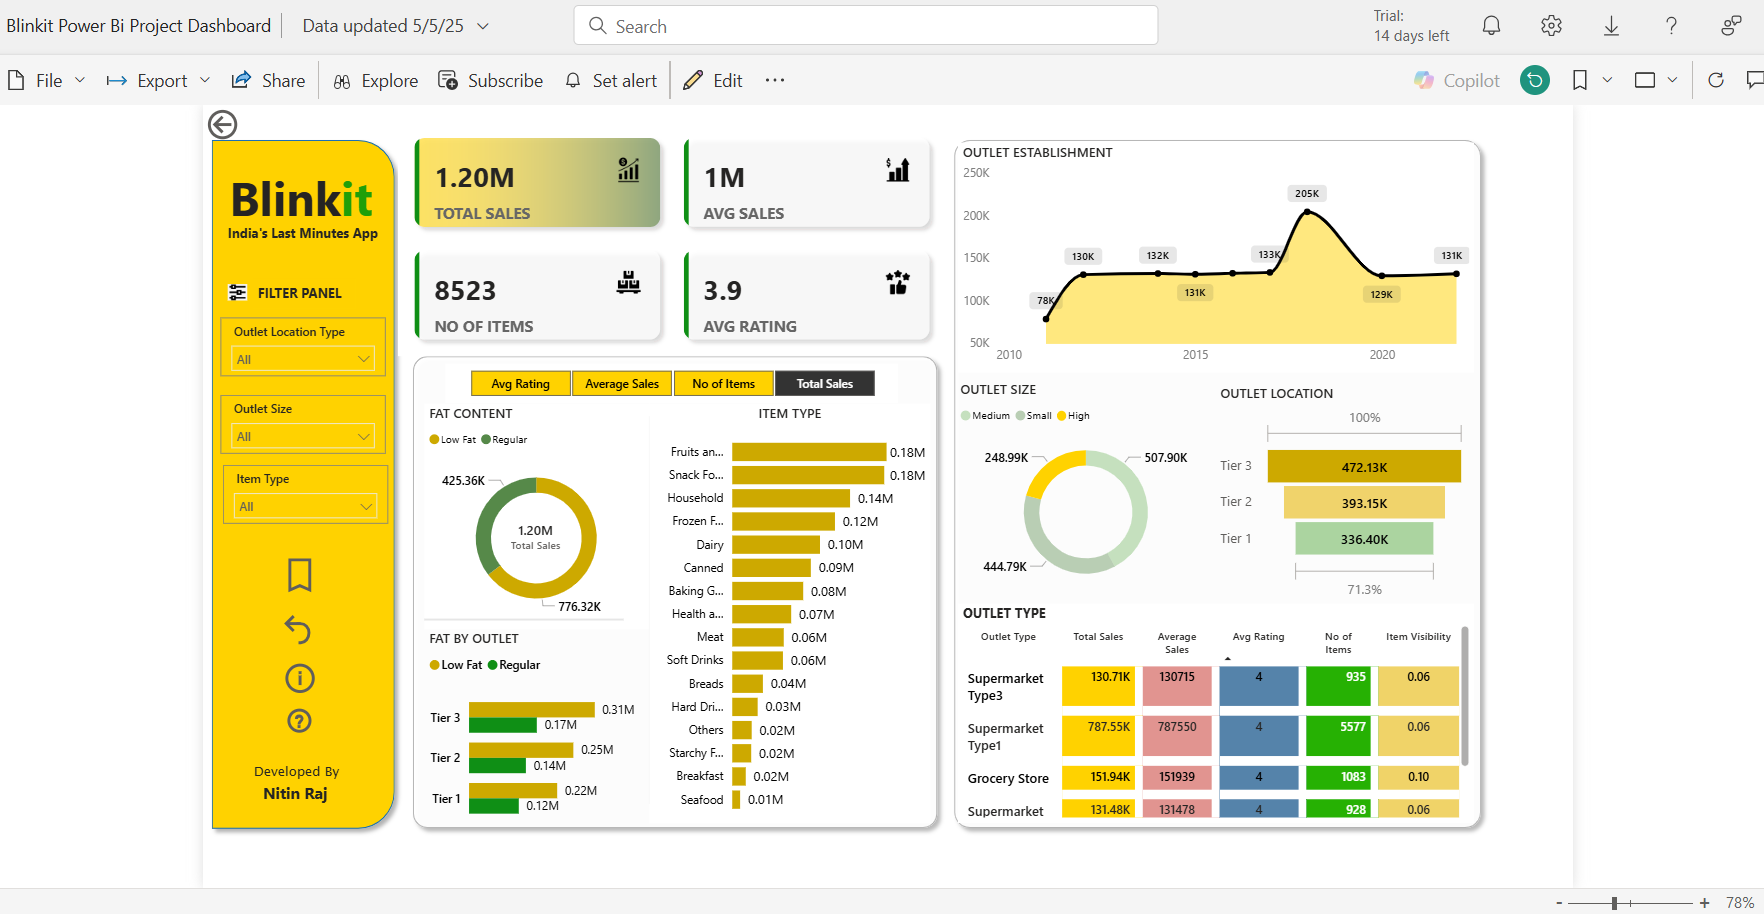 Blinkit Power Bi Project Dashboard
Data updated 5/5/25
Search
Trial:
14 days left
File
Export
Share
Explore
Subscribe
Set alert
Edit
Copilot
Blinkit
India's Last Minutes App
FILTER PANEL
Outlet Location Type
All
Outlet Size
All
Item Type
All
Developed By
Nitin Raj
1.20M
TOTAL SALES
1M
AVG SALES
8523
NO OF ITEMS
3.9
AVG RATING
Avg Rating
Average Sales
No of Items
Total Sales
FAT CONTENT
Low Fat Regular
425.36K
1.20M
Total Sales
776.32K
FAT BY OUTLET
Low Fat Regular
Tier 3 0.31M
0.17M
Tier 2 0.25M
0.14M
Tier 1 0.22M
0.12M
ITEM TYPE
Fruits an... 0.18M
Snack Fo... 0.18M
Household 0.14M
Frozen F... 0.12M
Dairy 0.10M
Canned 0.09M
Baking G... 0.08M
Health a... 0.07M
Meat 0.06M
Soft Drinks 0.06M
Breads 0.04M
Hard Dri... 0.03M
Others 0.02M
Starchy F... 0.02M
Breakfast 0.02M
Seafood 0.01M
OUTLET ESTABLISHMENT
250K
200K
150K
100K
50K
78K
130K
132K
131K
133K
205K
129K
131K
2010 2015 2020
OUTLET SIZE
Medium Small High
248.99K
507.90K
444.79K
OUTLET LOCATION
100%
Tier 3 472.13K
Tier 2 393.15K
Tier 1 336.40K
71.3%
OUTLET TYPE
Outlet Type Total Sales Average Sales Avg Rating No of Items Item Visibility
Supermarket Type3 130.71K 130715 4 935 0.06
Supermarket Type1 787.55K 787550 4 5577 0.06
Grocery Store 151.94K 151939 4 1083 0.10
Supermarket 131.48K 131478 4 928 0.06
- + 78%